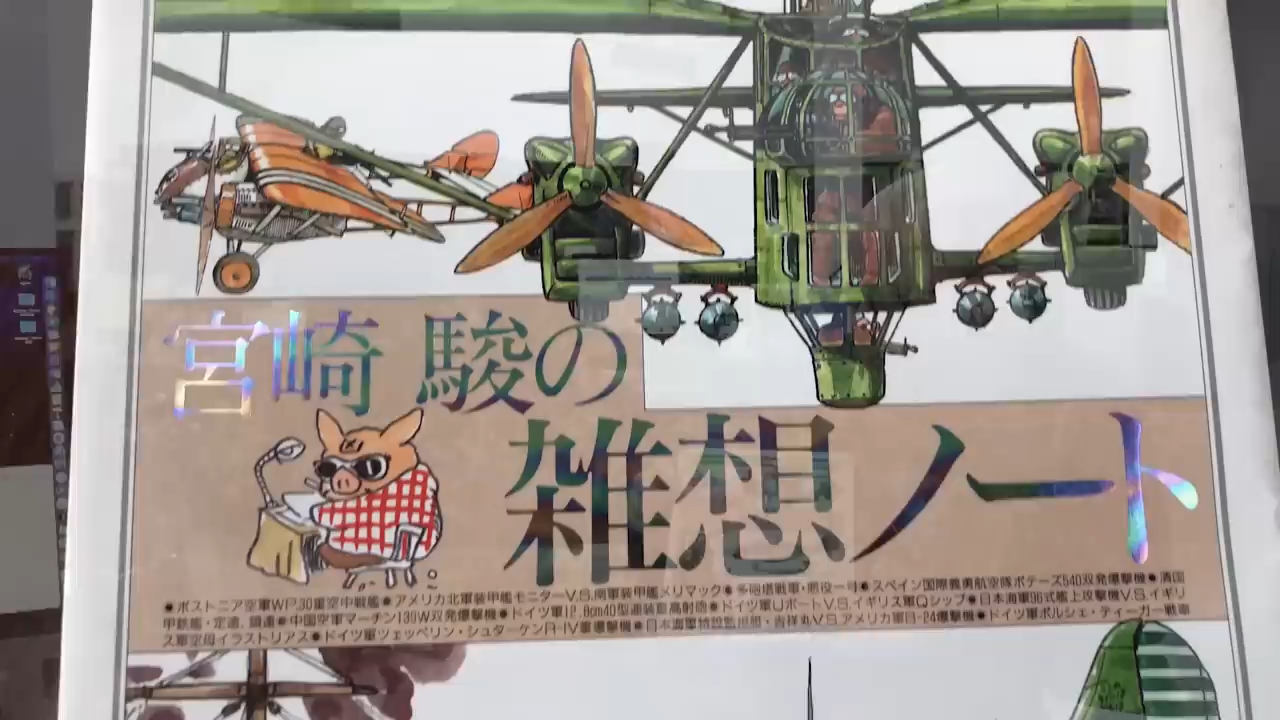 宮崎 駿の
雑想ノート
●ボストニア空軍WP.30重空中戦艦●アメリカ北軍装甲艦モニターV.S.南軍装甲艦メリマック●多砲塔戦車・悪役一号●スペイン国際義勇航空隊ポテーズ540双発爆撃機●清国
甲鉄艦・定遠、鎮遠●中国空軍マーチン139W双発爆撃機●ドイツ軍12.8cm40型連装高射砲●ドイツ軍UボートV.S.イギリス軍Qシップ●日本海軍96式艦上攻撃機V.S.イギリ
ス軍空母イラストリアス●ドイツ軍ツェッペリン・シュターケンR-Ⅳ重爆撃機●日本海軍特設監視艇・吉祥丸V.S.アメリカ軍B-24爆撃機●ドイツ軍ポルシェ・ティーガー戦車